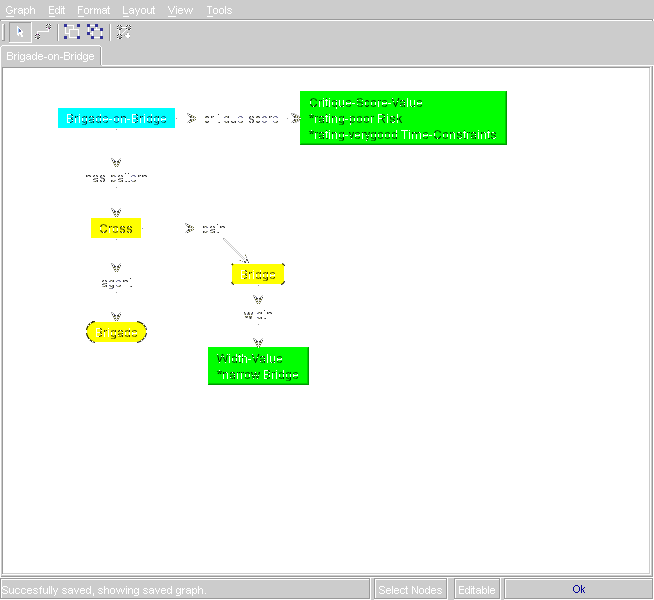 Graph Edit Format Layout View Tools
Brigade-on-Bridge
Brigade-on-Bridge
critique score
Critique-Score-Value
*rating-poor Risk
*rating-verygood Time-Constraints
has pattern
Cross
path
agent
Bridge
Brigade
width
Width-Value
*narrow Bridge
Succesfully saved, showing saved graph. Select Nodes Editable Ok